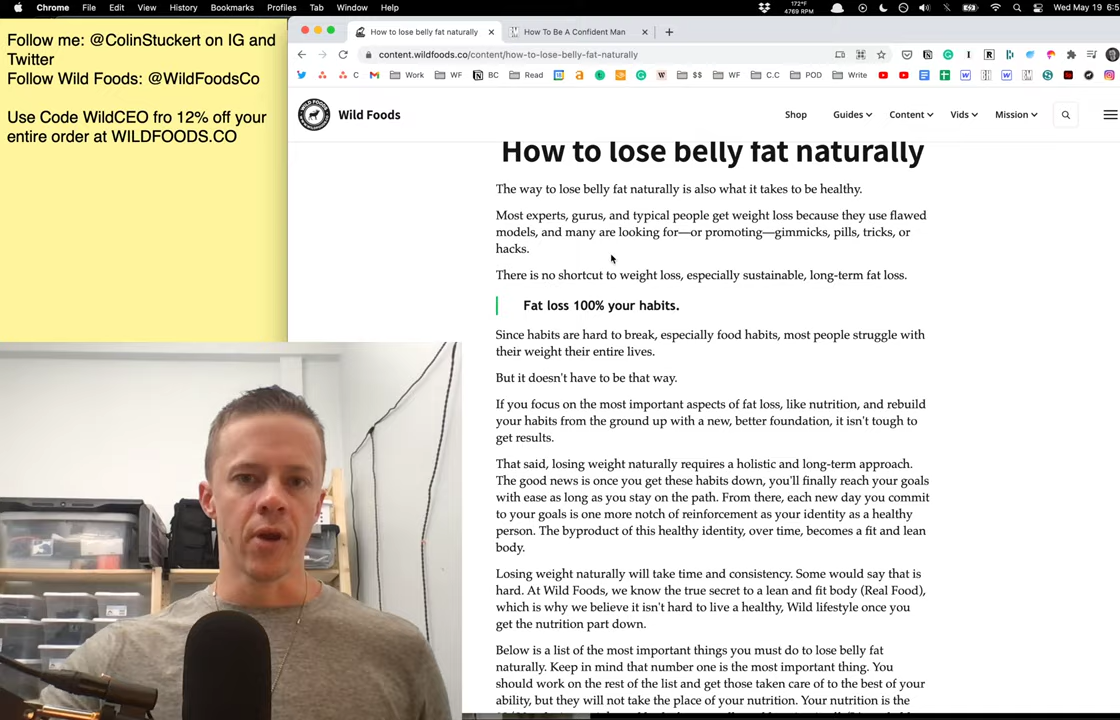 Chrome File Edit View History Bookmarks Profiles Tab Window Help
172°F
4769 RPM
Wed May 19 6:5
Follow me: @ColinStuckert on IG and
Twitter
Follow Wild Foods: @WildFoodsCo
Use Code WildCEO fro 12% off your
entire order at WILDFOODS.CO
How to lose belly fat naturally
How To Be A Confident Man
content.wildfoods.co/content/how-to-lose-belly-fat-naturally
C Work WF BC Read $$ WF C.C POD Write
Wild Foods Shop Guides Content Vids Mission
How to lose belly fat naturally
The way to lose belly fat naturally is also what it takes to be healthy.
Most experts, gurus, and typical people get weight loss because they use flawed
models, and many are looking for—or promoting—gimmicks, pills, tricks, or
hacks.
There is no shortcut to weight loss, especially sustainable, long-term fat loss.
Fat loss 100% your habits.
Since habits are hard to break, especially food habits, most people struggle with
their weight their entire lives.
But it doesn't have to be that way.
If you focus on the most important aspects of fat loss, like nutrition, and rebuild
your habits from the ground up with a new, better foundation, it isn't tough to
get results.
That said, losing weight naturally requires a holistic and long-term approach.
The good news is once you get these habits down, you'll finally reach your goals
with ease as long as you stay on the path. From there, each new day you commit
to your goals is one more notch of reinforcement as your identity as a healthy
person. The byproduct of this healthy identity, over time, becomes a fit and lean
body.
Losing weight naturally will take time and consistency. Some would say that is
hard. At Wild Foods, we know the true secret to a lean and fit body (Real Food),
which is why we believe it isn't hard to live a healthy, Wild lifestyle once you
get the nutrition part down.
Below is a list of the most important things you must do to lose belly fat
naturally. Keep in mind that number one is the most important thing. You
should work on the rest of the list and get those taken care of to the best of your
ability, but they will not take the place of your nutrition. Your nutrition is the